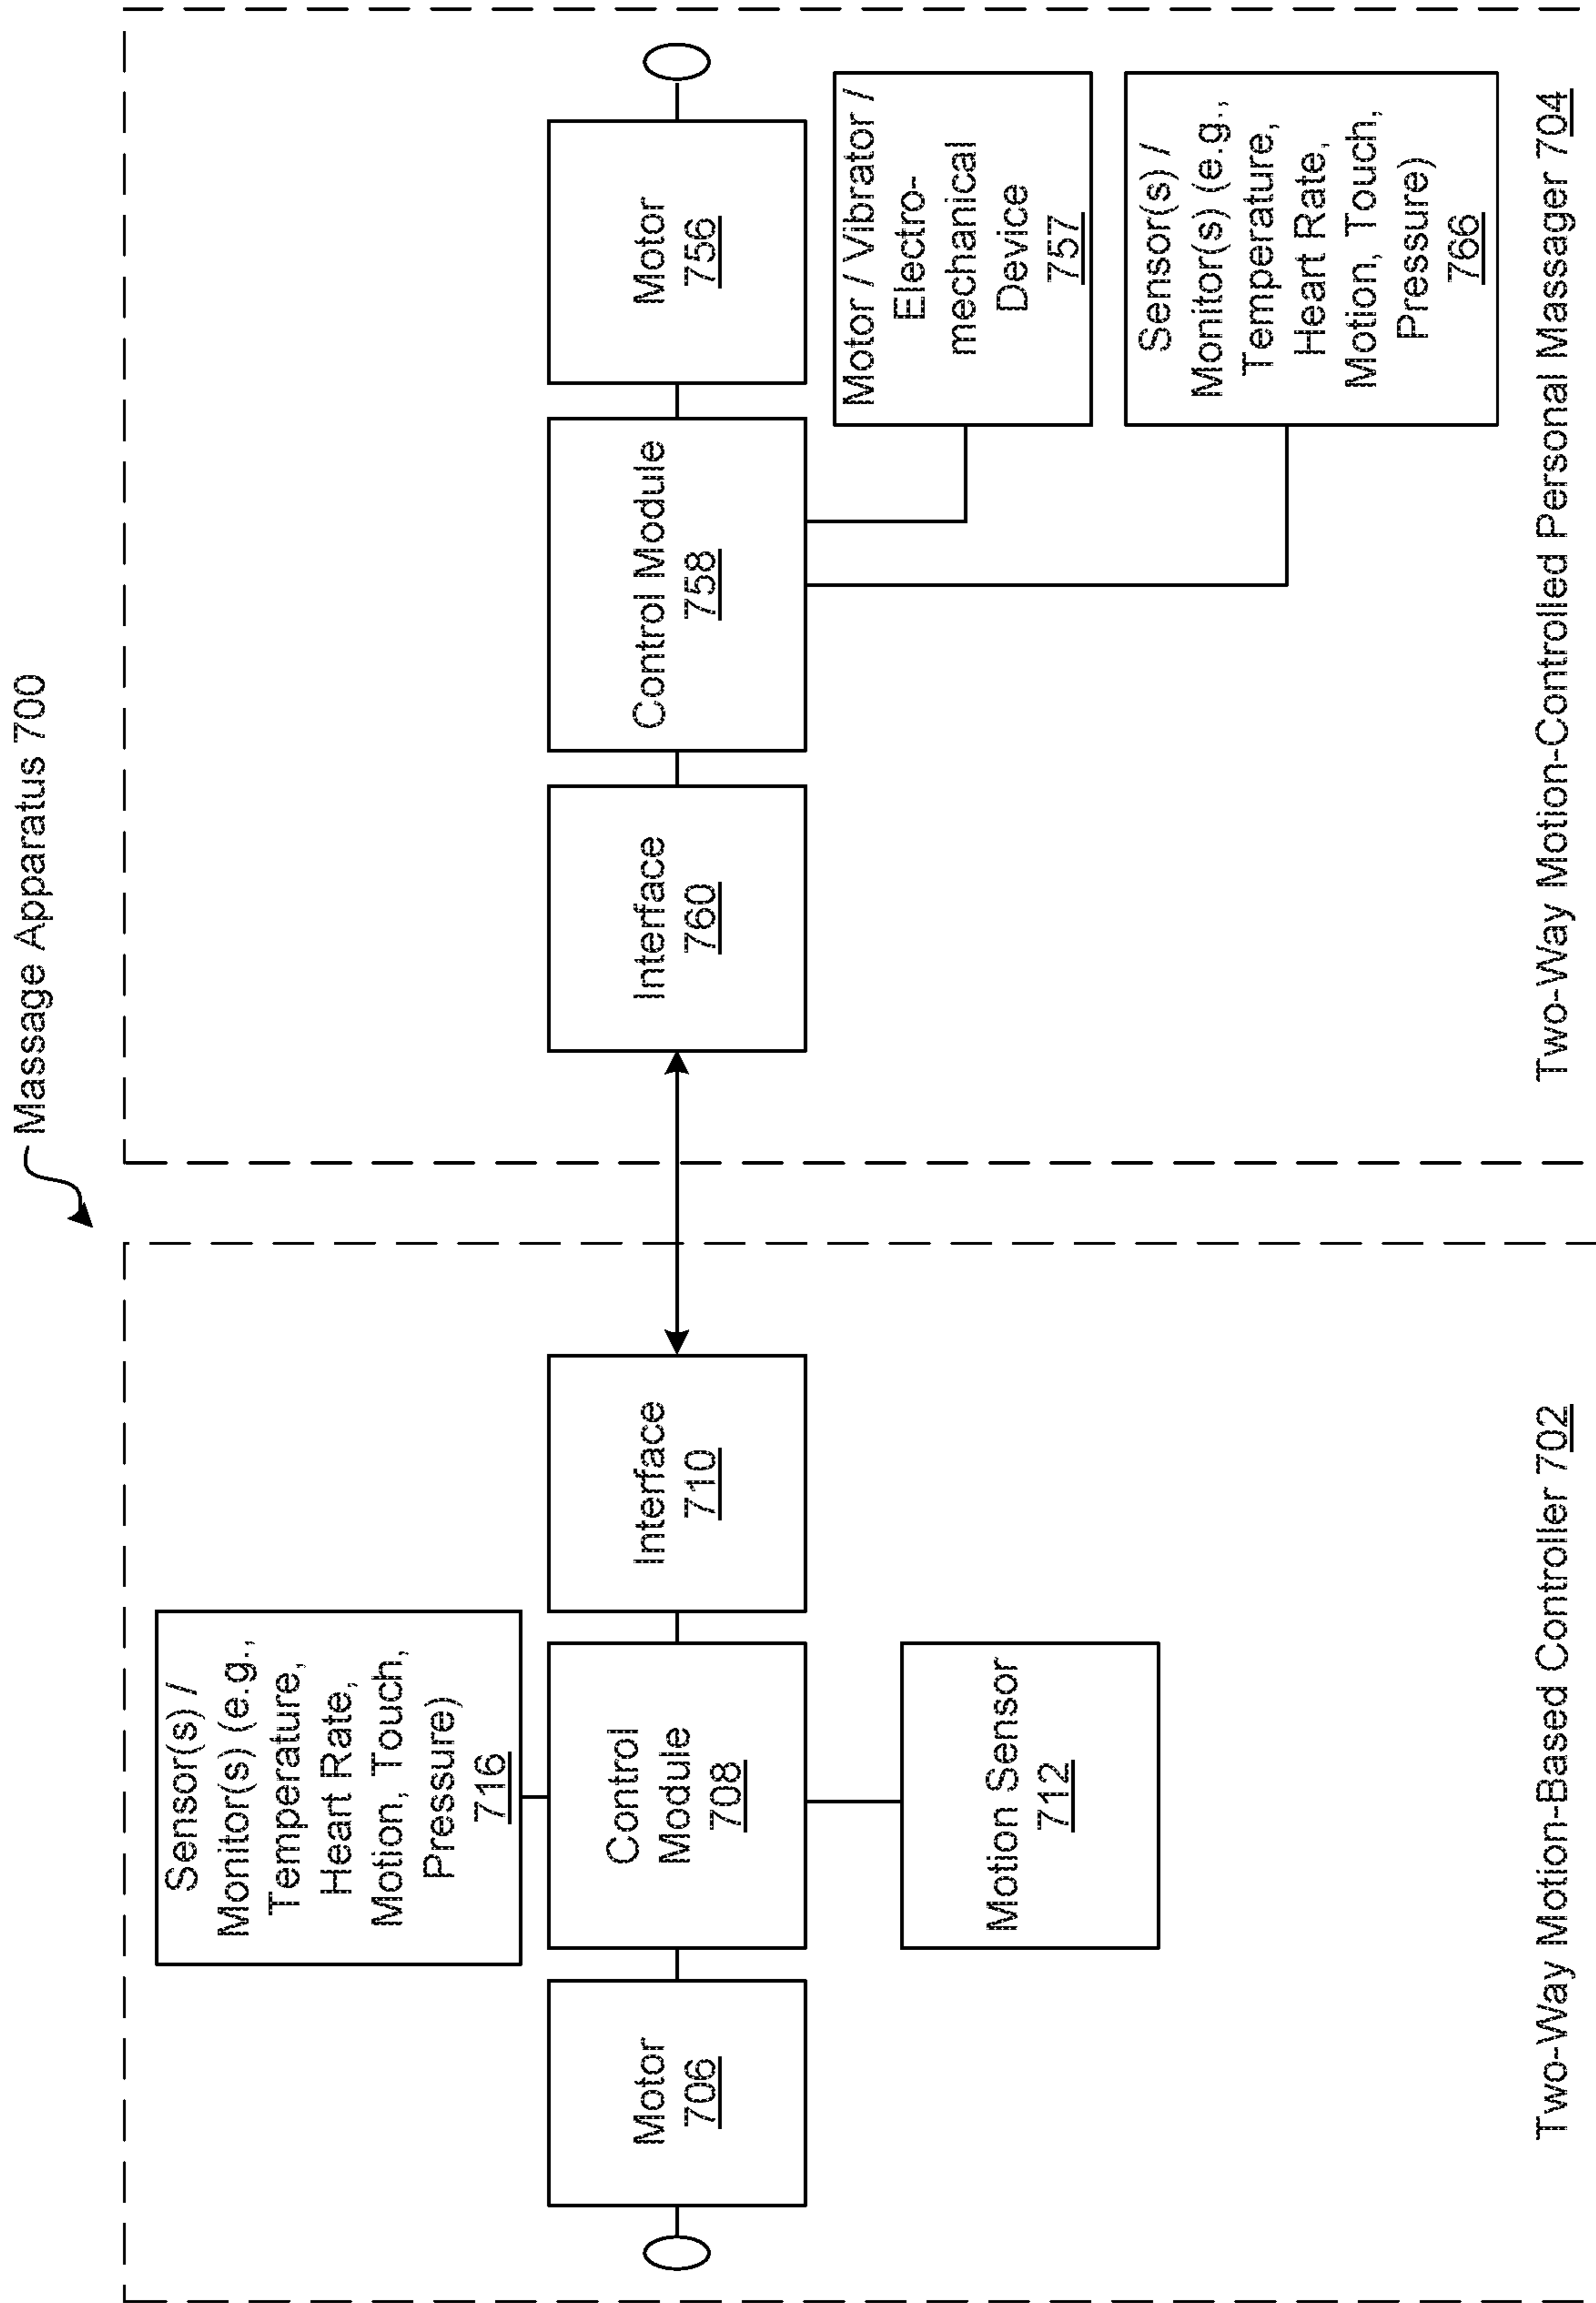 Massage Apparatus 700
Sensor(s) /
Monitor(s) (e.g.,
Temperature,
Heart Rate,
Motion, Touch,
Pressure)
716
Motor
706
Control
Module
708
Interface
710
Motion Sensor
712
Two-Way Motion-Based Controller 702
Interface
760
Control Module
758
Motor
756
Motor / Vibrator /
Electro-
mechanical
Device
757
Sensor(s) /
Monitor(s) (e.g.,
Temperature,
Heart Rate,
Motion, Touch,
Pressure)
766
Two-Way Motion-Controlled Personal Massager 704